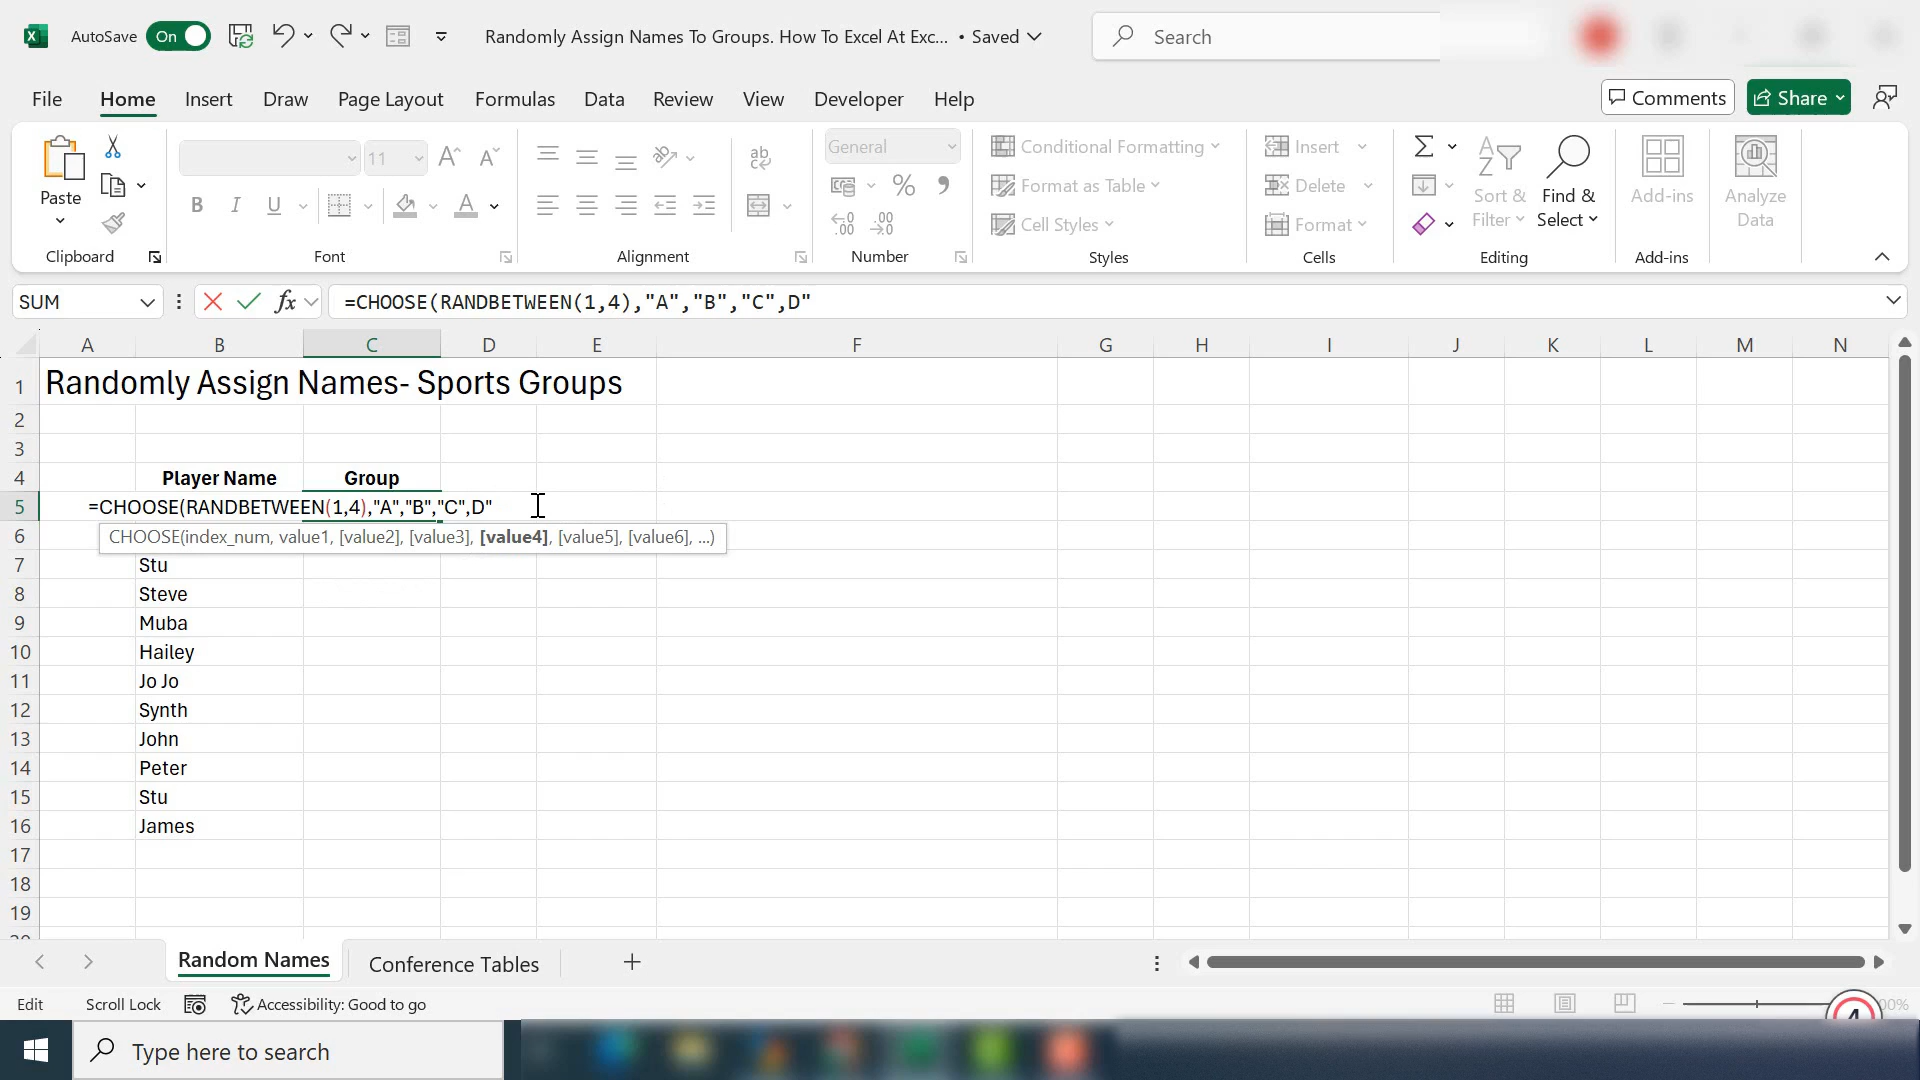 AutoSave On Randomly Assign Names To Groups. How To Excel At Exc... • Saved Search
File Home Insert Draw Page Layout Formulas Data Review View Developer Help Comments Share
Paste
Clipboard
11
B I U
Font
ab
Alignment
General
Number
Conditional Formatting
Format as Table
Cell Styles
Styles
Insert
Delete
Format
Cells
Sort & Filter
Find & Select
Editing
Add-ins
Add-ins
Analyze Data
SUM fx =CHOOSE(RANDBETWEEN(1,4),"A","B","C",D"
A B C D E F G H I J K L M N
1 Randomly Assign Names- Sports Groups
2
3
4 Player Name Group
5 =CHOOSE(RANDBETWEEN(1,4),"A","B","C",D"
6 CHOOSE(index_num, value1, [value2], [value3], [value4], [value5], [value6], ...)
7 Stu
8 Steve
9 Muba
10 Hailey
11 Jo Jo
12 Synth
13 John
14 Peter
15 Stu
16 James
17
18
19
Random Names Conference Tables
Edit Scroll Lock Accessibility: Good to go
Type here to search